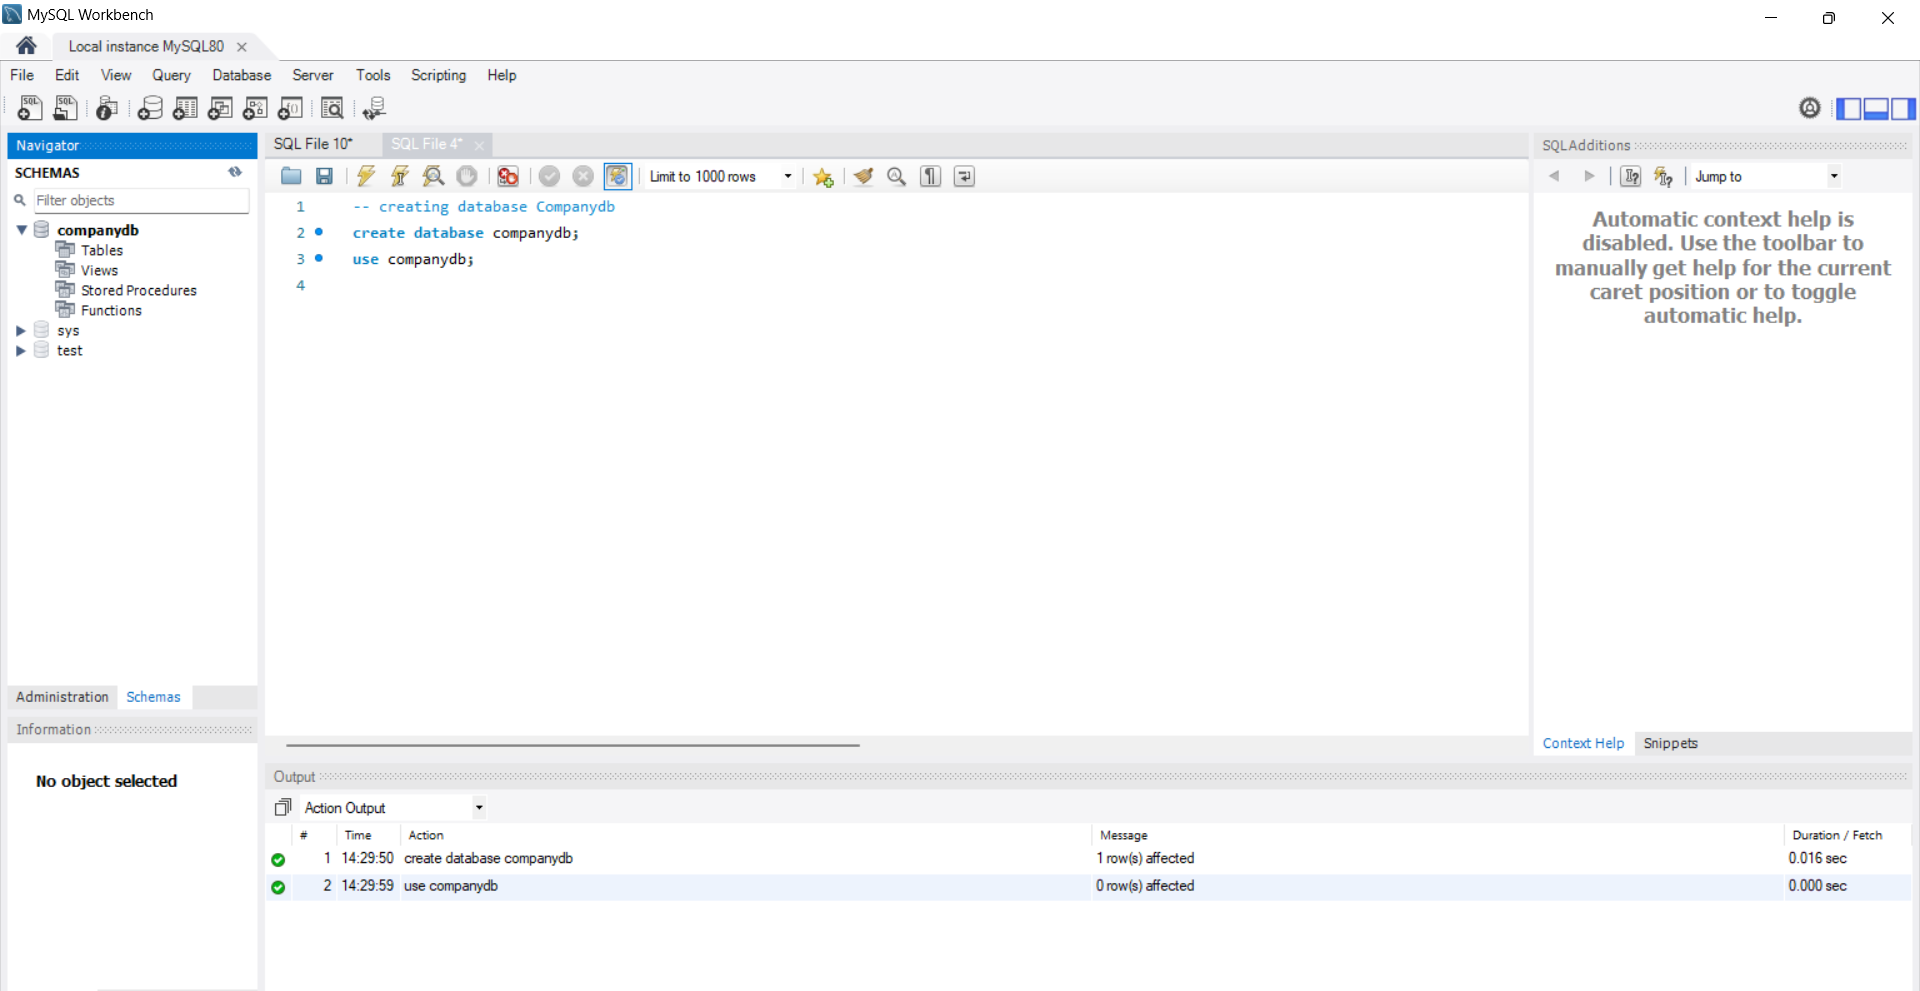 MySQL Workbench
Local instance MySQL80
File Edit View Query Database Server Tools Scripting Help
Navigator
SCHEMAS
Filter objects
companydb
Tables
Views
Stored Procedures
Functions
sys
test
Administration Schemas
Information
No object selected
SQL File 10* SQL File 4*
Limit to 1000 rows
1 -- creating database Companydb
2 create database companydb;
3 use companydb;
4
SQLAdditions
Jump to
Automatic context help is
disabled. Use the toolbar to
manually get help for the current
caret position or to toggle
automatic help.
Context Help Snippets
Output
Action Output
# Time Action Message Duration / Fetch
1 14:29:50 create database companydb 1 row(s) affected 0.016 sec
2 14:29:59 use companydb 0 row(s) affected 0.000 sec